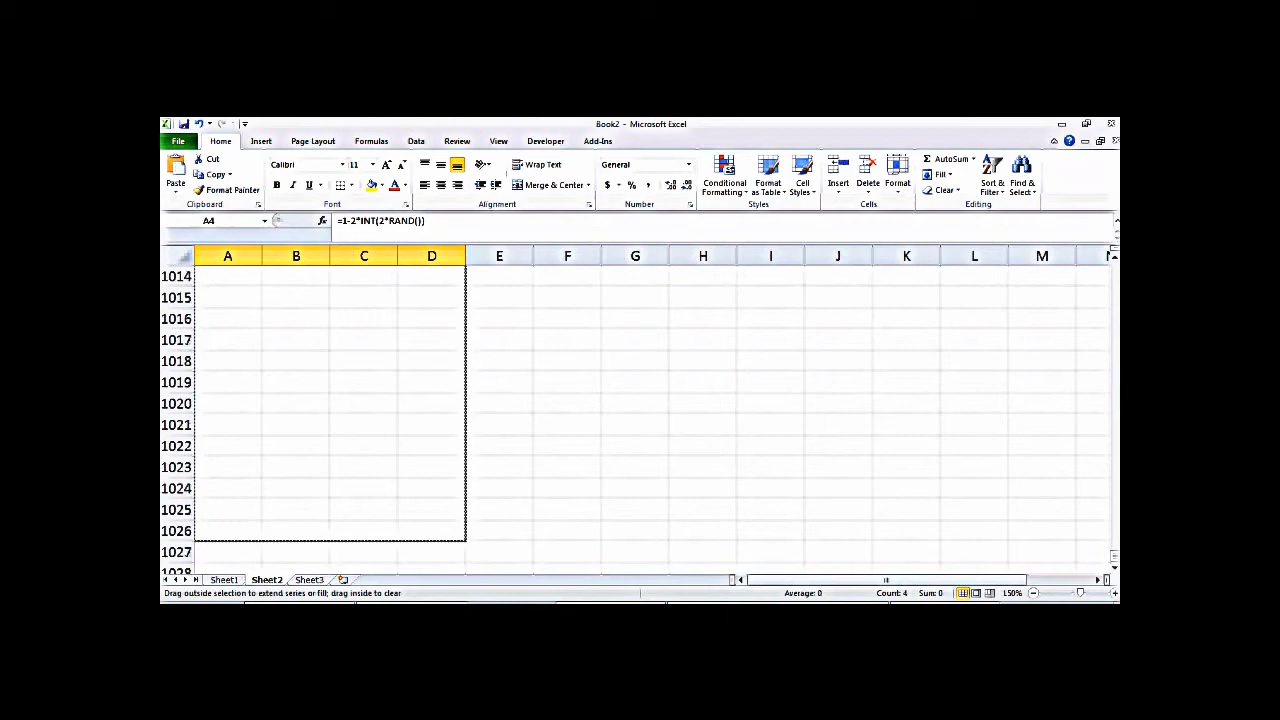 Book2 - Microsoft Excel
File Home Insert Page Layout Formulas Data Review View Developer Add-Ins
Cut Calibri 11 Wrap Text General AutoSum
Copy Fill
Paste Format Painter B I U Merge & Center $ % , Conditional Formatting Format as Table Cell Styles Insert Delete Format Clear Sort & Filter Find & Select
Clipboard Font Alignment Number Styles Cells Editing
A4 fx =1-2*INT(2*RAND())
A B C D E F G H I J K L M
1014
1015
1016
1017
1018
1019
1020
1021
1022
1023
1024
1025
1026
1027
1028
Sheet1 Sheet2 Sheet3
Drag outside selection to extend series or fill; drag inside to clear Average: 0 Count: 4 Sum: 0 150%